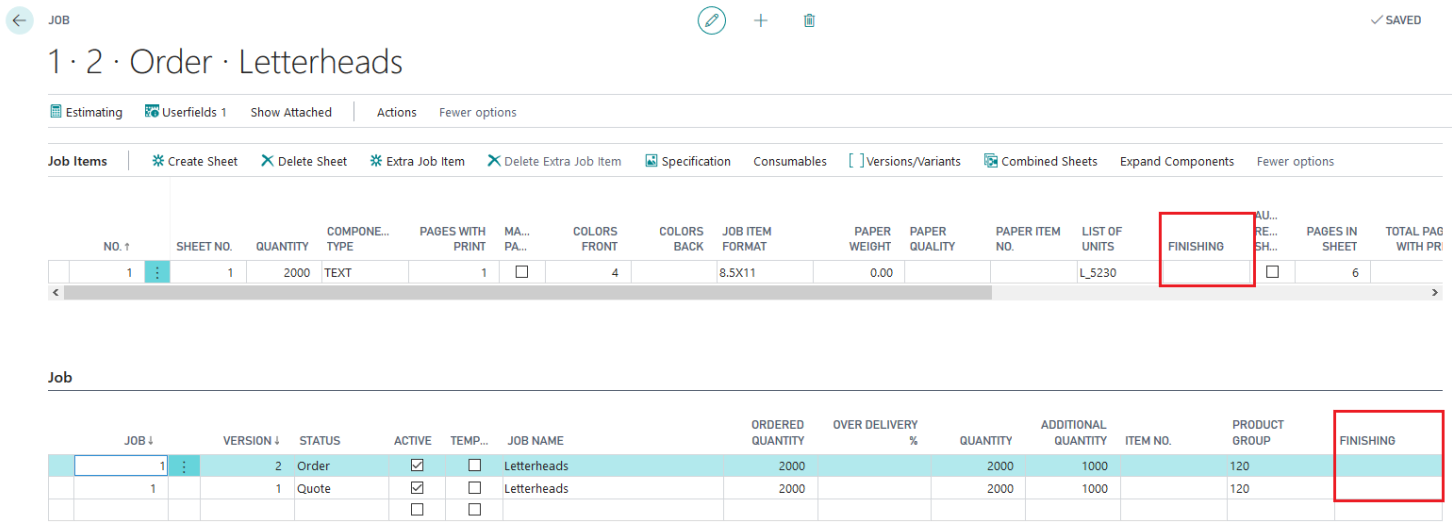 JOB
SAVED
1 · 2 · Order · Letterheads
Estimating Userfields 1 Show Attached Actions Fewer options
Job Items Create Sheet Delete Sheet Extra Job Item Delete Extra Job Item Specification Consumables Versions/Variants Combined Sheets Expand Components Fewer options
COMPONE... PAGES WITH MA... COLORS COLORS JOB ITEM PAPER PAPER PAPER ITEM LIST OF AU... RE... PAGES IN TOTAL PAG
NO. ↑ SHEET NO. QUANTITY TYPE PRINT PA... FRONT BACK FORMAT WEIGHT QUALITY NO. UNITS FINISHING SH... SHEET WITH PRI
1 1 2000 TEXT 1 4 8.5X11 0.00 L_5230 6
Job
ORDERED OVER DELIVERY ADDITIONAL PRODUCT
JOB ↓ VERSION ↓ STATUS ACTIVE TEMP... JOB NAME QUANTITY % QUANTITY QUANTITY ITEM NO. GROUP FINISHING
1 2 Order Letterheads 2000 2000 1000 120
1 1 Quote Letterheads 2000 2000 1000 120